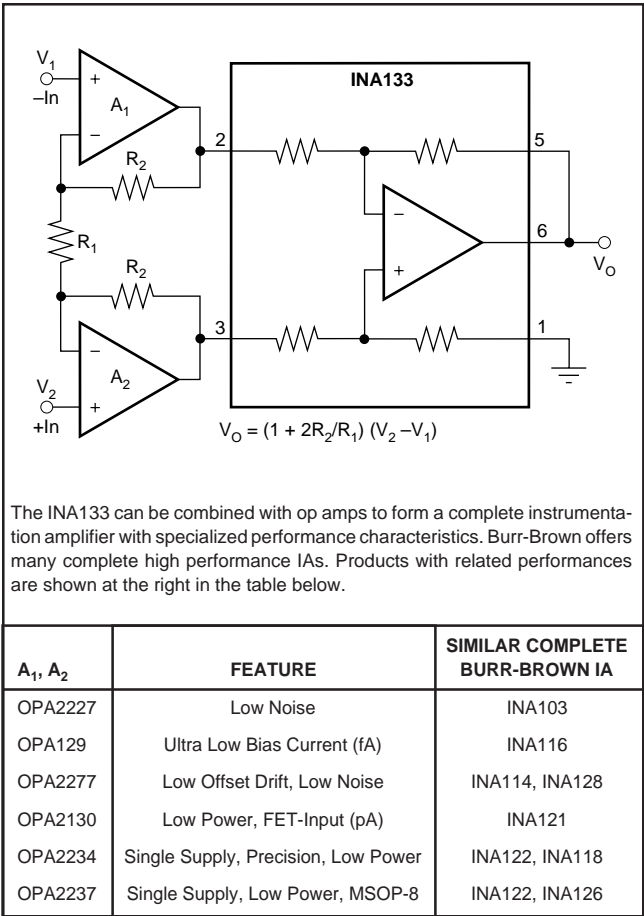 INA133
V1
–In
+
A1
–
R2
2
5
R1
–
6
VO
+
R2
3
1
–
A2
V2
+
+In
VO = (1 + 2R2/R1) (V2 –V1)
The INA133 can be combined with op amps to form a complete instrumenta-
tion amplifier with specialized performance characteristics. Burr-Brown offers
many complete high performance IAs. Products with related performances
are shown at the right in the table below.
A1, A2 FEATURE SIMILAR COMPLETE
BURR-BROWN IA
OPA2227 Low Noise INA103
OPA129 Ultra Low Bias Current (fA) INA116
OPA2277 Low Offset Drift, Low Noise INA114, INA128
OPA2130 Low Power, FET-Input (pA) INA121
OPA2234 Single Supply, Precision, Low Power INA122, INA118
OPA2237 Single Supply, Low Power, MSOP-8 INA122, INA126